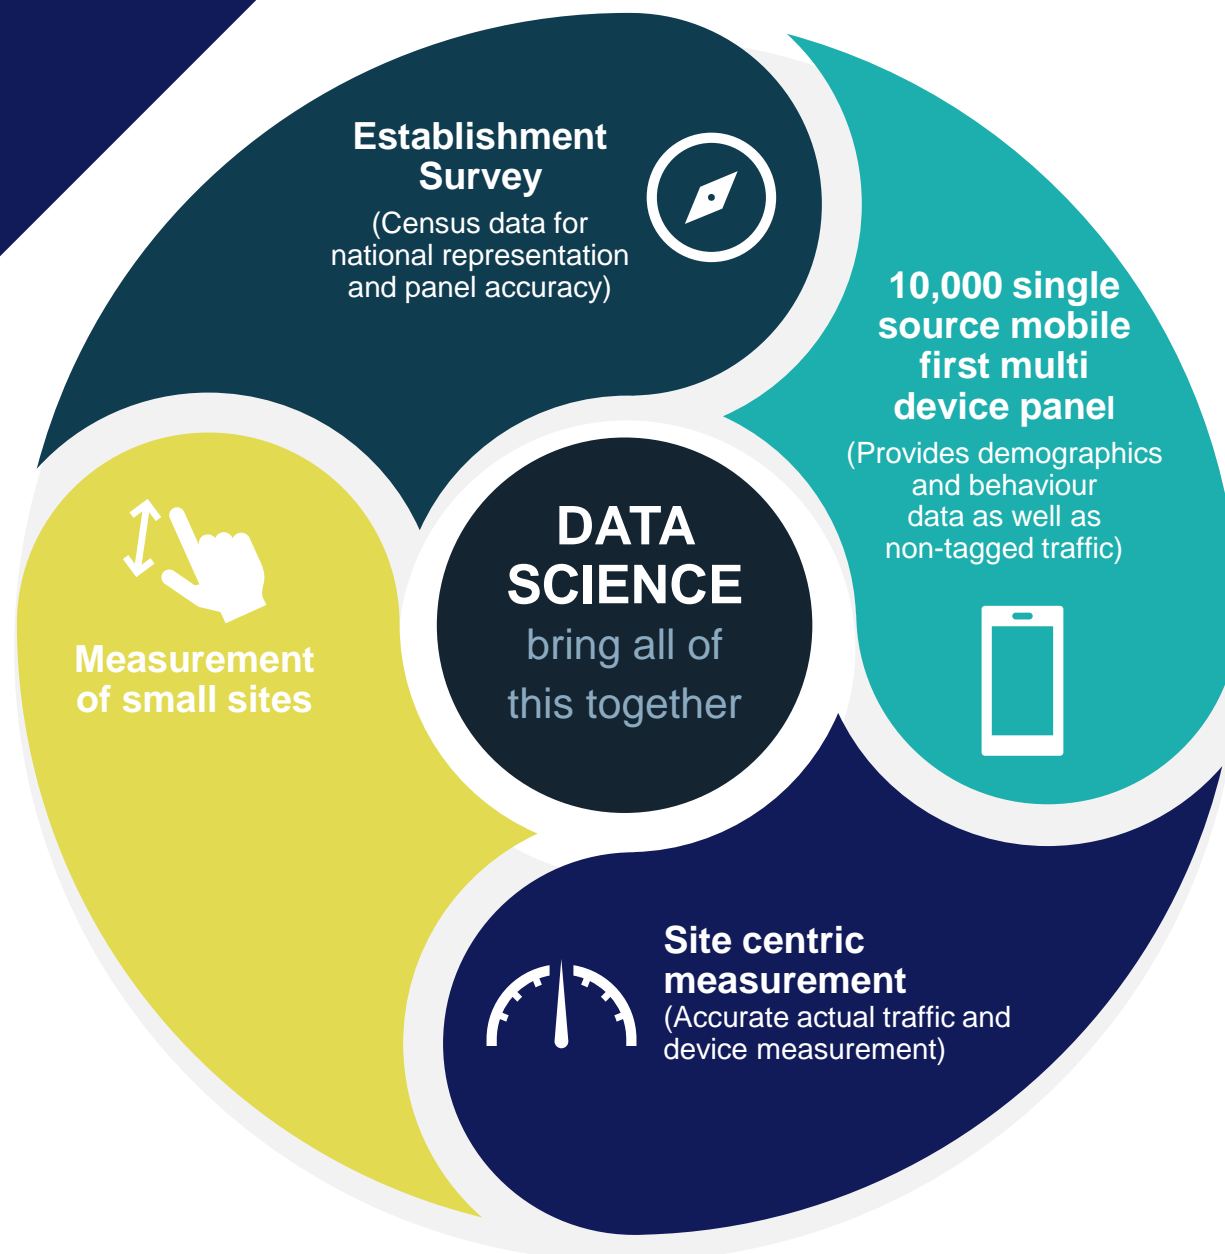 Establishment
Survey
(Census data for
national representation
and panel accuracy)
10,000 single
source mobile
first multi
device panel
(Provides demographics
and behaviour
data as well as
non-tagged traffic)
DATA
SCIENCE
bring all of
this together
Measurement
of small sites
Site centric
measurement
(Accurate actual traffic and
device measurement)